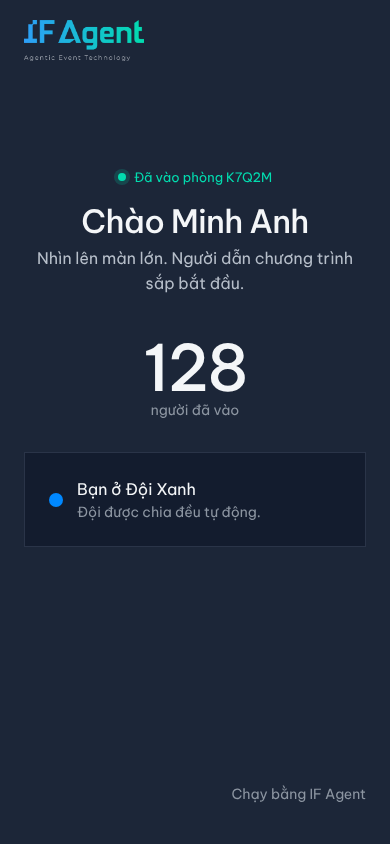 IF Agent
Agentic Event Technology
Đã vào phòng K7Q2M
Chào Minh Anh
Nhìn lên màn lớn. Người dẫn chương trình
sắp bắt đầu.
128
người đã vào
Bạn ở Đội Xanh
Đội được chia đều tự động.
Chạy bằng IF Agent